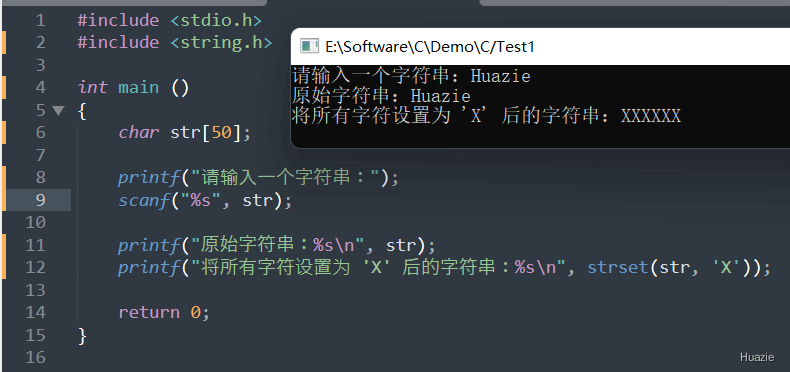 1 #include <stdio.h>
2 #include <string.h>
3
4 int main ()
5 {
6 char str[50];
7
8 printf("请输入一个字符串：");
9 scanf("%s", str);
10
11 printf("原始字符串：%s\n", str);
12 printf("将所有字符设置为 'X' 后的字符串：%s\n", strset(str, 'X'));
13
14 return 0;
15 }
16
E:\Software\C\Demo\C/Test1
请输入一个字符串：Huazie
原始字符串：Huazie
将所有字符设置为 'X' 后的字符串：XXXXXX
Huazie